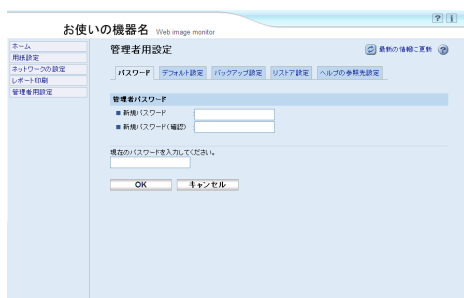 ? i
お使いの機器名 Web image monitor
ホーム
用紙設定
ネットワークの設定
レポート印刷
管理者用設定
管理者用設定
最新の情報に更新 ?
パスワード デフォルト設定 バックアップ設定 リストア設定 ヘルプの参照先設定
管理者パスワード
■ 新規パスワード :
■ 新規パスワード(確認) :
現在のパスワードを入力してください。
OK キャンセル